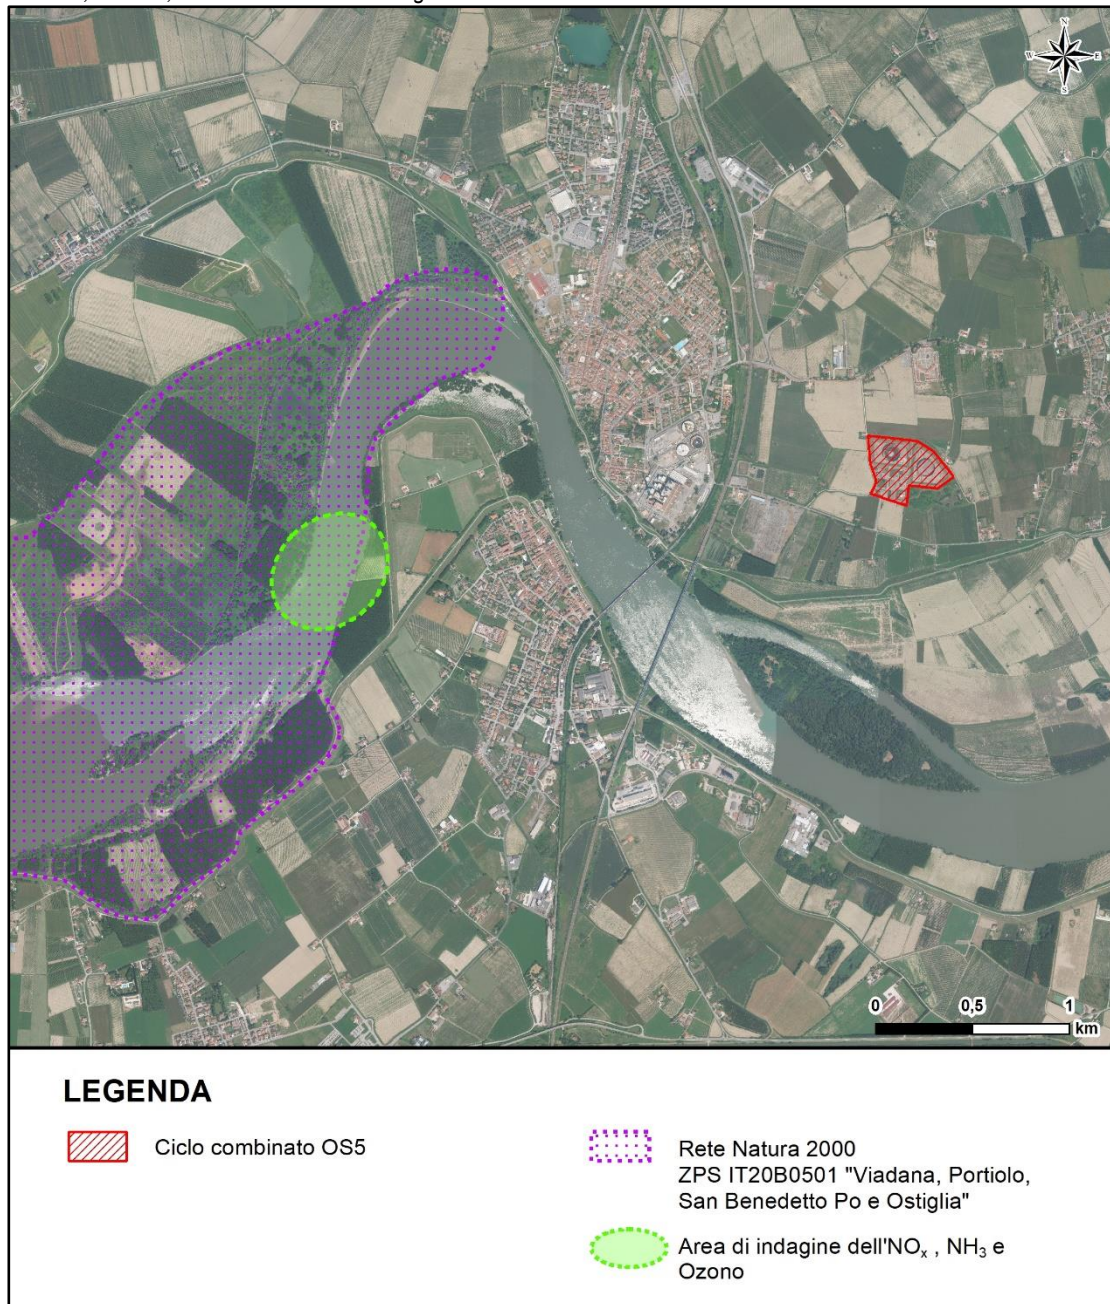 N
W E
S
0 0,5 1
km
LEGENDA
Ciclo combinato OS5
Rete Natura 2000
ZPS IT20B0501 "Viadana, Portiolo,
San Benedetto Po e Ostiglia"
Area di indagine dell'NOₓ , NH₃ e
Ozono